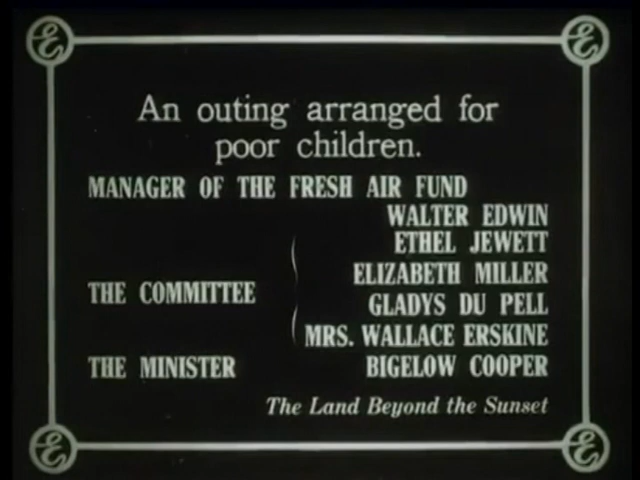 An outing arranged for
poor children.
MANAGER OF THE FRESH AIR FUND
WALTER EDWIN
ETHEL JEWETT
ELIZABETH MILLER
THE COMMITTEE
GLADYS DU PELL
MRS. WALLACE ERSKINE
THE MINISTER BIGELOW COOPER
The Land Beyond the Sunset
E
E
E
E